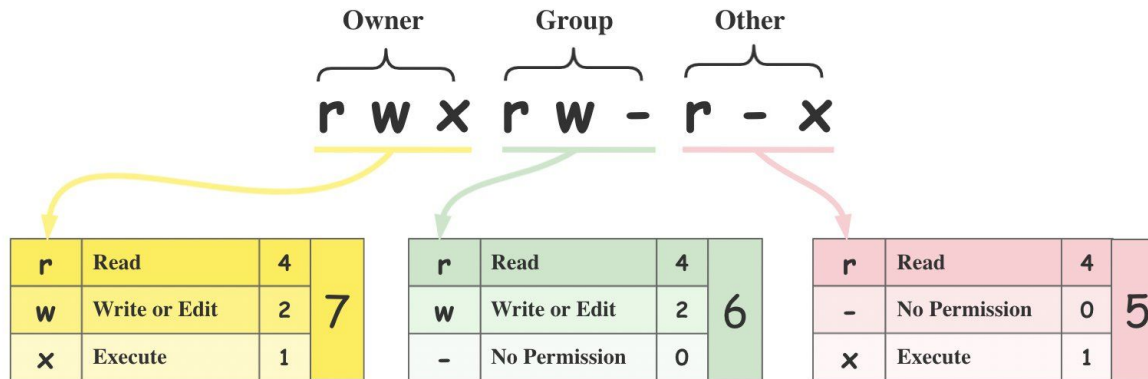 Owner Group Other
r w x r w - r - x
r Read 4 r Read 4 r Read 4
w Write or Edit 2 7 w Write or Edit 2 6 - No Permission 0 5
x Execute 1 - No Permission 0 x Execute 1